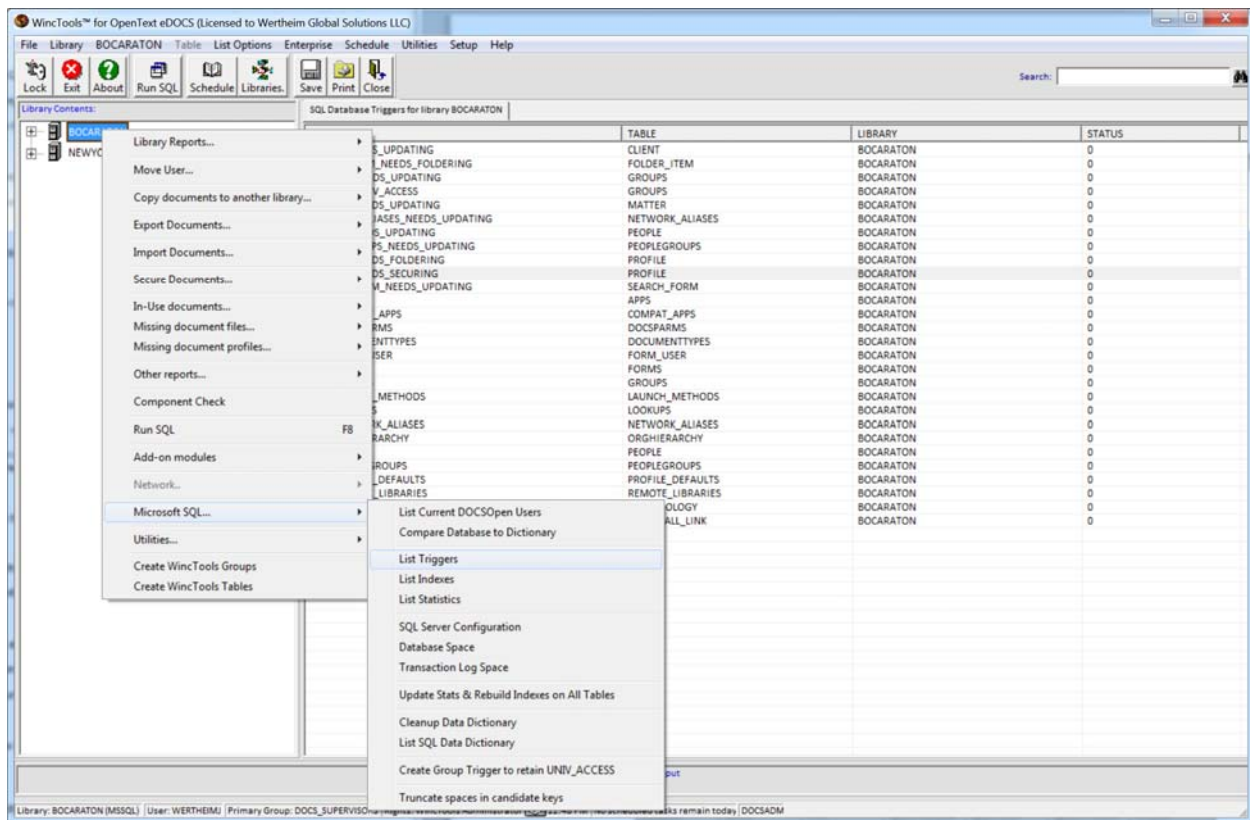 WincTools™ for OpenText eDOCS (Licensed to Wertheim Global Solutions LLC)
File Library BOCARATON Table List Options Enterprise Schedule Utilities Setup Help
Lock Exit About Run SQL Schedule Libraries. Save Print Close
Search:
Library Contents:
SQL Database Triggers for library BOCARATON
TABLE LIBRARY STATUS
BOCAR
NEWYO
S_UPDATING CLIENT BOCARATON 0
M_NEEDS_FOLDERING FOLDER_ITEM BOCARATON 0
DS_UPDATING GROUPS BOCARATON 0
V_ACCESS GROUPS BOCARATON 0
DS_UPDATING MATTER BOCARATON 0
IASES_NEEDS_UPDATING NETWORK_ALIASES BOCARATON 0
S_UPDATING PEOPLE BOCARATON 0
PS_NEEDS_UPDATING PEOPLEGROUPS BOCARATON 0
DS_FOLDERING PROFILE BOCARATON 0
DS_SECURING PROFILE BOCARATON 0
M_NEEDS_UPDATING SEARCH_FORM BOCARATON 0
APPS BOCARATON 0
_APPS COMPAT_APPS BOCARATON 0
RMS DOCSPARMS BOCARATON 0
ENTTYPES DOCUMENTTYPES BOCARATON 0
SER FORM_USER BOCARATON 0
FORMS BOCARATON 0
GROUPS BOCARATON 0
_METHODS LAUNCH_METHODS BOCARATON 0
S LOOKUPS BOCARATON 0
K_ALIASES NETWORK_ALIASES BOCARATON 0
RARCHY ORGHIERARCHY BOCARATON 0
PEOPLE BOCARATON 0
ROUPS PEOPLEGROUPS BOCARATON 0
_DEFAULTS PROFILE_DEFAULTS BOCARATON 0
_LIBRARIES REMOTE_LIBRARIES BOCARATON 0
OLOGY BOCARATON 0
ALL_LINK BOCARATON 0
Library Reports...
Move User...
Copy documents to another library...
Export Documents...
Import Documents...
Secure Documents...
In-Use documents...
Missing document files...
Missing document profiles...
Other reports...
Component Check
Run SQL F8
Add-on modules
Network..
Microsoft SQL...
Utilities...
Create WincTools Groups
Create WincTools Tables
List Current DOCSOpen Users
Compare Database to Dictionary
List Triggers
List Indexes
List Statistics
SQL Server Configuration
Database Space
Transaction Log Space
Update Stats & Rebuild Indexes on All Tables
Cleanup Data Dictionary
List SQL Data Dictionary
Create Group Trigger to retain UNIV_ACCESS
Truncate spaces in candidate keys
put
Library: BOCARATON (MSSQL) User: WERTHEIMJ Primary Group: DOCS_SUPERVISO remain today DOCSADM